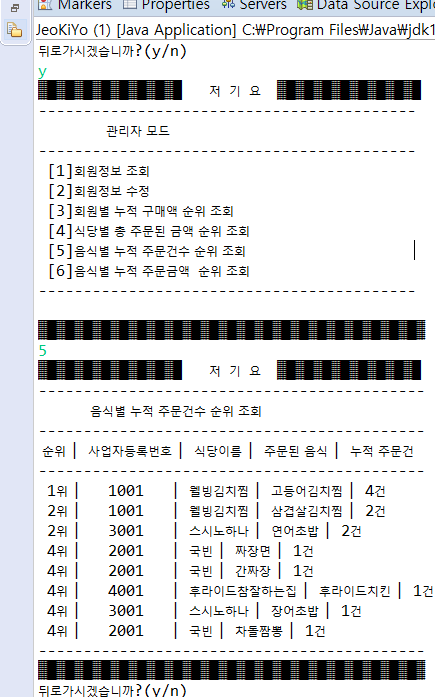 Markers Properties Servers Data Source Explo
JeoKiYo (1) [Java Application] C:₩Program Files₩Java₩jdk1
뒤로가시겠습니까?(y/n)
y
저 기 요
관리자 모드
[1]회원정보 조회
[2]회원정보 수정
[3]회원별 누적 구매액 순위 조회
[4]식당별 총 주문된 금액 순위 조회
[5]음식별 누적 주문건수 순위 조회
[6]음식별 누적 주문금액 순위 조회
5
저 기 요
음식별 누적 주문건수 순위 조회
순위 | 사업자등록번호 | 식당이름 | 주문된 음식 | 누적 주문건
1위 | 1001 | 웰빙김치찜 | 고등어김치찜 | 4건
2위 | 1001 | 웰빙김치찜 | 삼겹살김치찜 | 2건
2위 | 3001 | 스시노하나 | 연어초밥 | 2건
4위 | 2001 | 국빈 | 짜장면 | 1건
4위 | 2001 | 국빈 | 간짜장 | 1건
4위 | 4001 | 후라이드참잘하는집 | 후라이드치킨 | 1건
4위 | 3001 | 스시노하나 | 장어초밥 | 1건
4위 | 2001 | 국빈 | 차돌짬뽕 | 1건
뒤로가시겠습니까?(y/n)